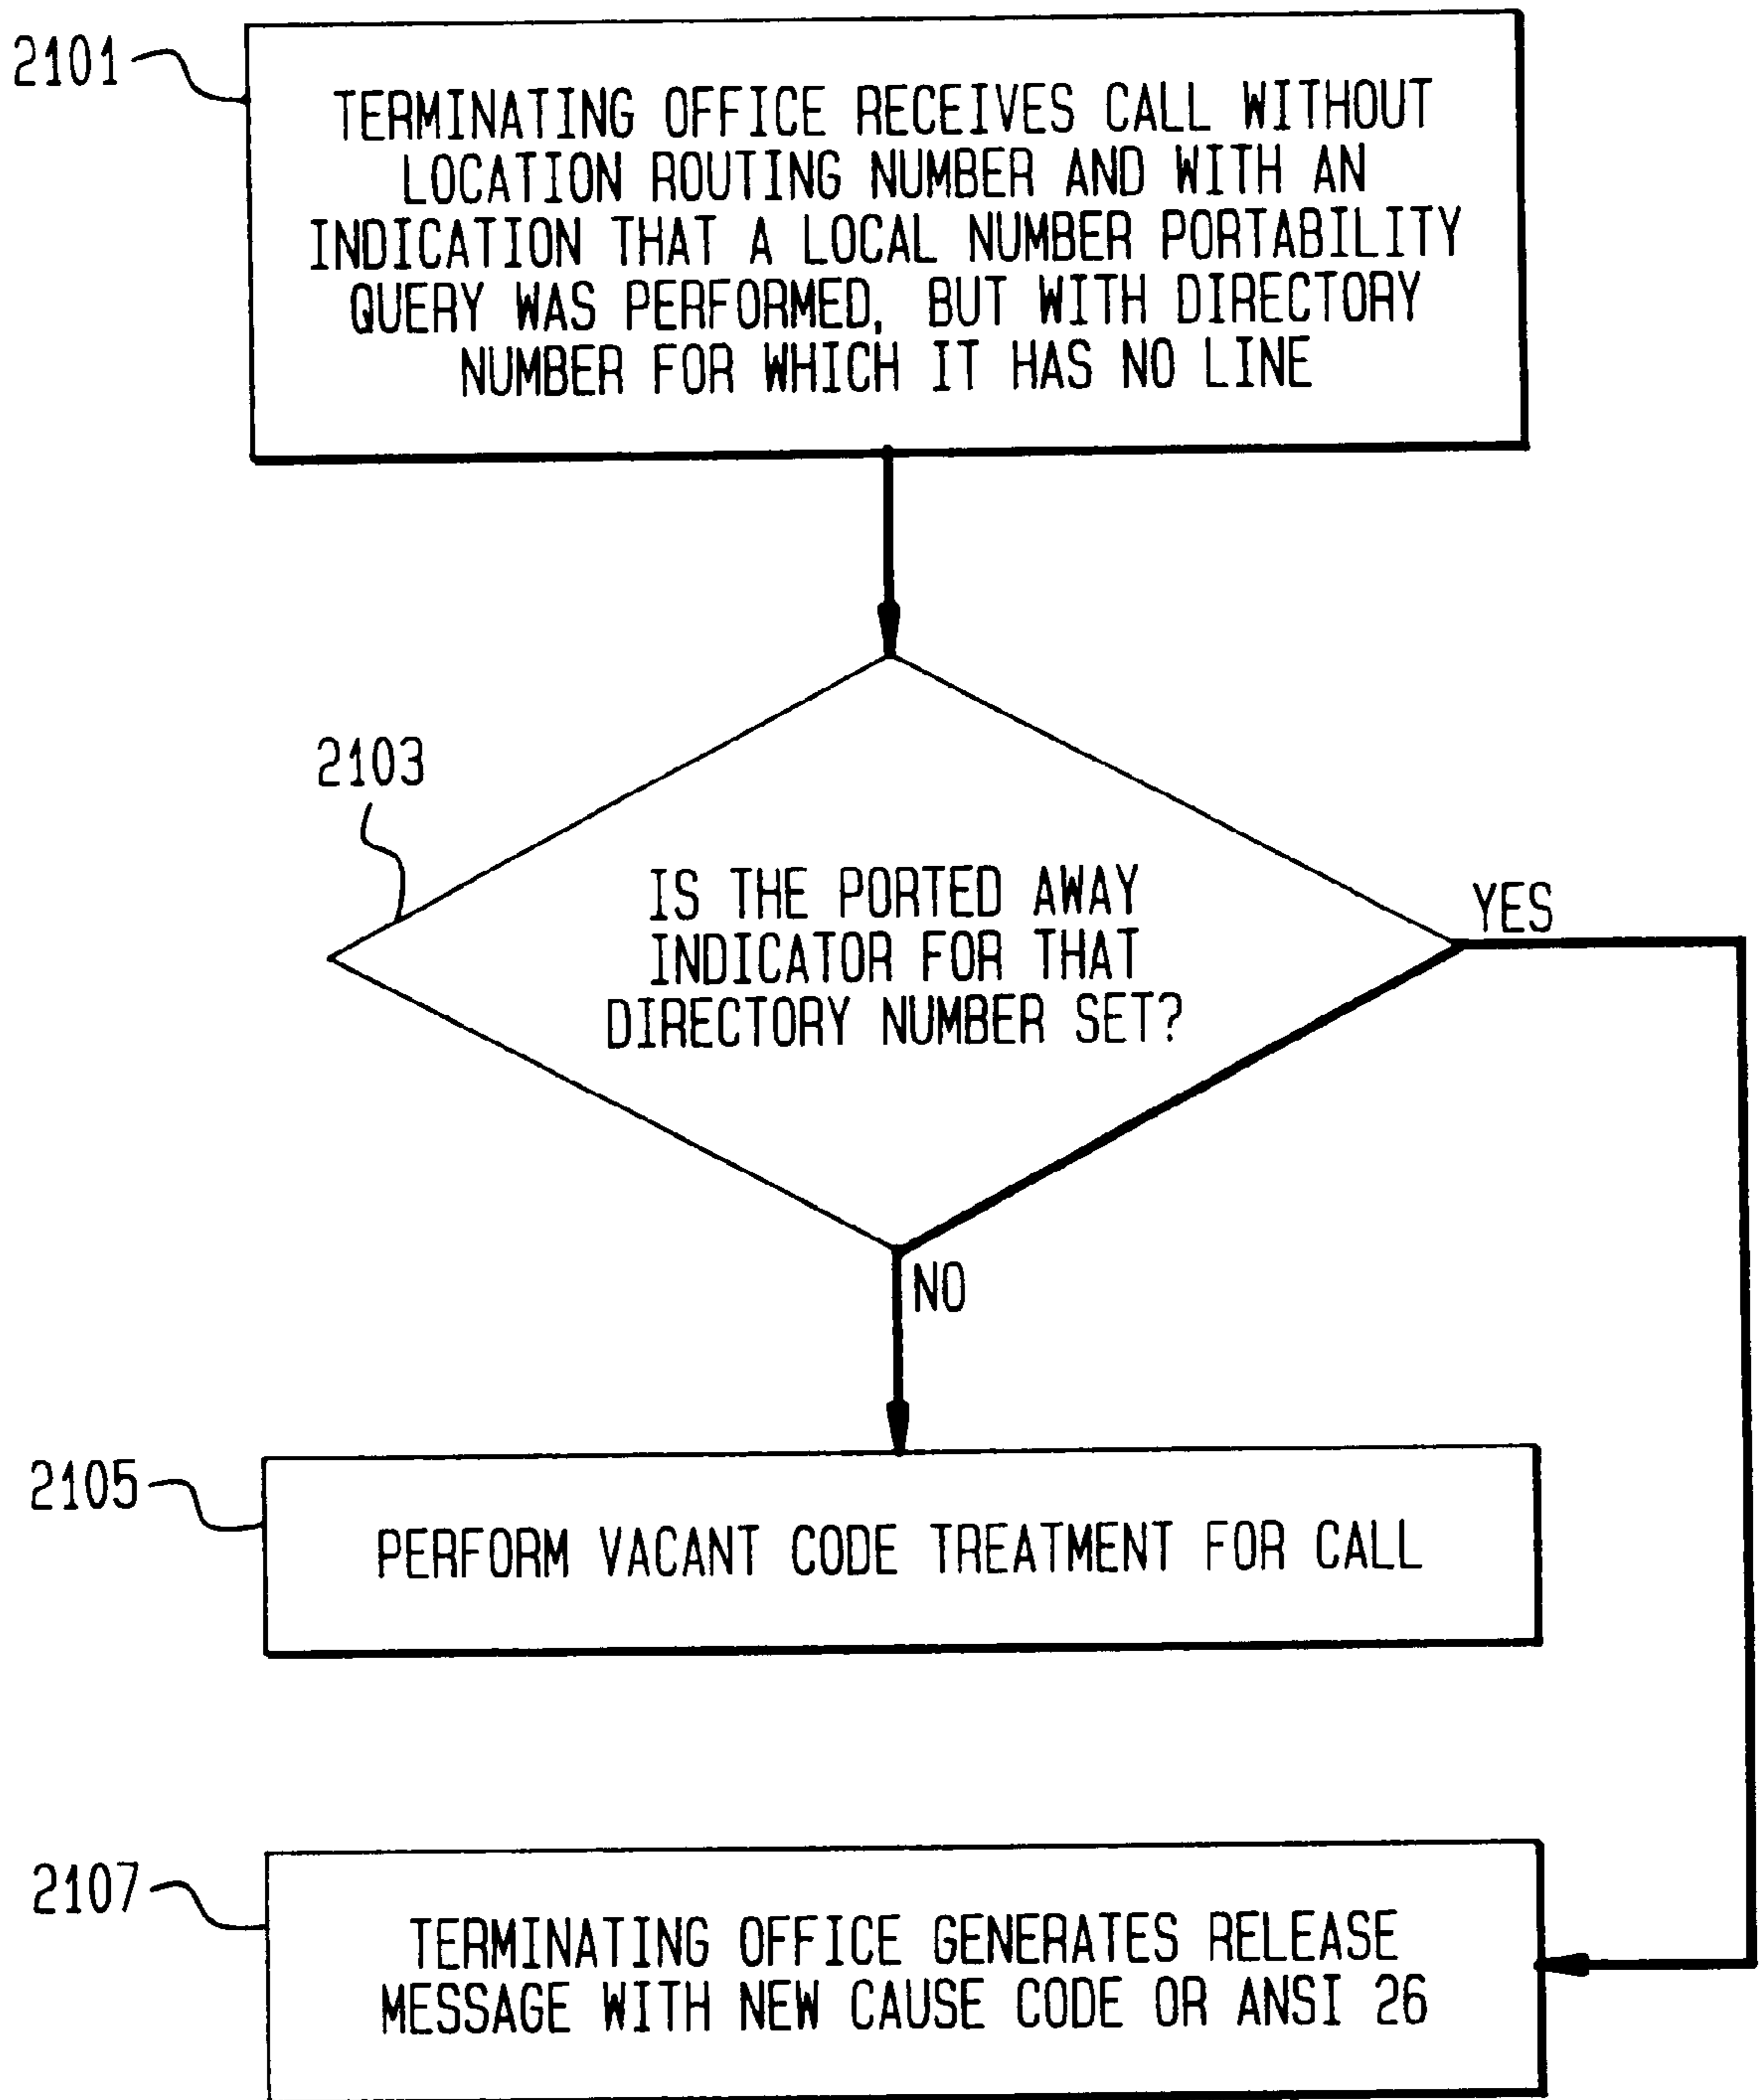 2101
TERMINATING OFFICE RECEIVES CALL WITHOUT
LOCATION ROUTING NUMBER AND WITH AN
INDICATION THAT A LOCAL NUMBER PORTABILITY
QUERY WAS PERFORMED, BUT WITH DIRECTORY
NUMBER FOR WHICH IT HAS NO LINE
2103
IS THE PORTED AWAY
INDICATOR FOR THAT
DIRECTORY NUMBER SET?
YES
NO
2105
PERFORM VACANT CODE TREATMENT FOR CALL
2107
TERMINATING OFFICE GENERATES RELEASE
MESSAGE WITH NEW CAUSE CODE OR ANSI 26